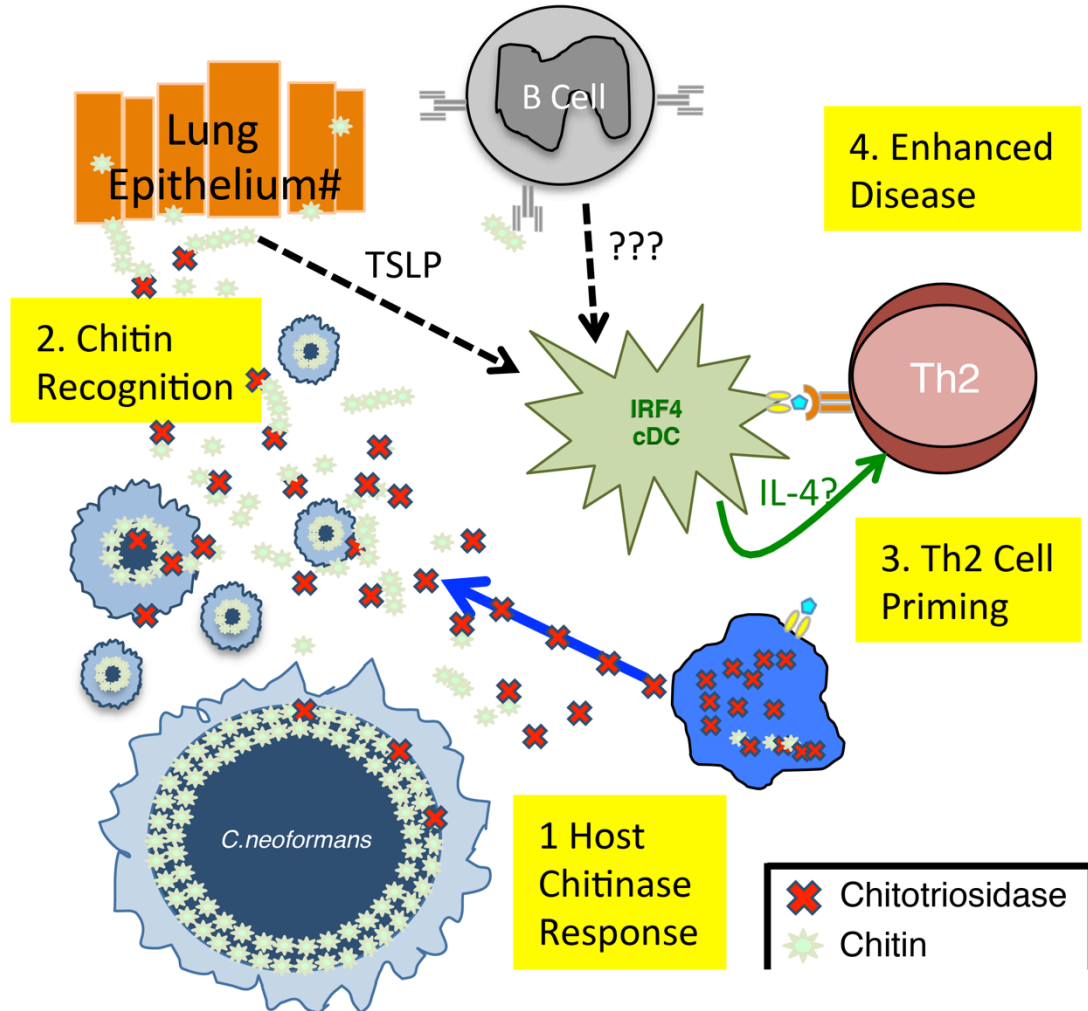 B Cell
Lung
Epithelium#
4. Enhanced
Disease
TSLP
???
2. Chitin
Recognition
Th2
IRF4
cDC
IL-4?
3. Th2 Cell
Priming
C.neoformans
1 Host
Chitinase
Response
Chitotriosidase
Chitin